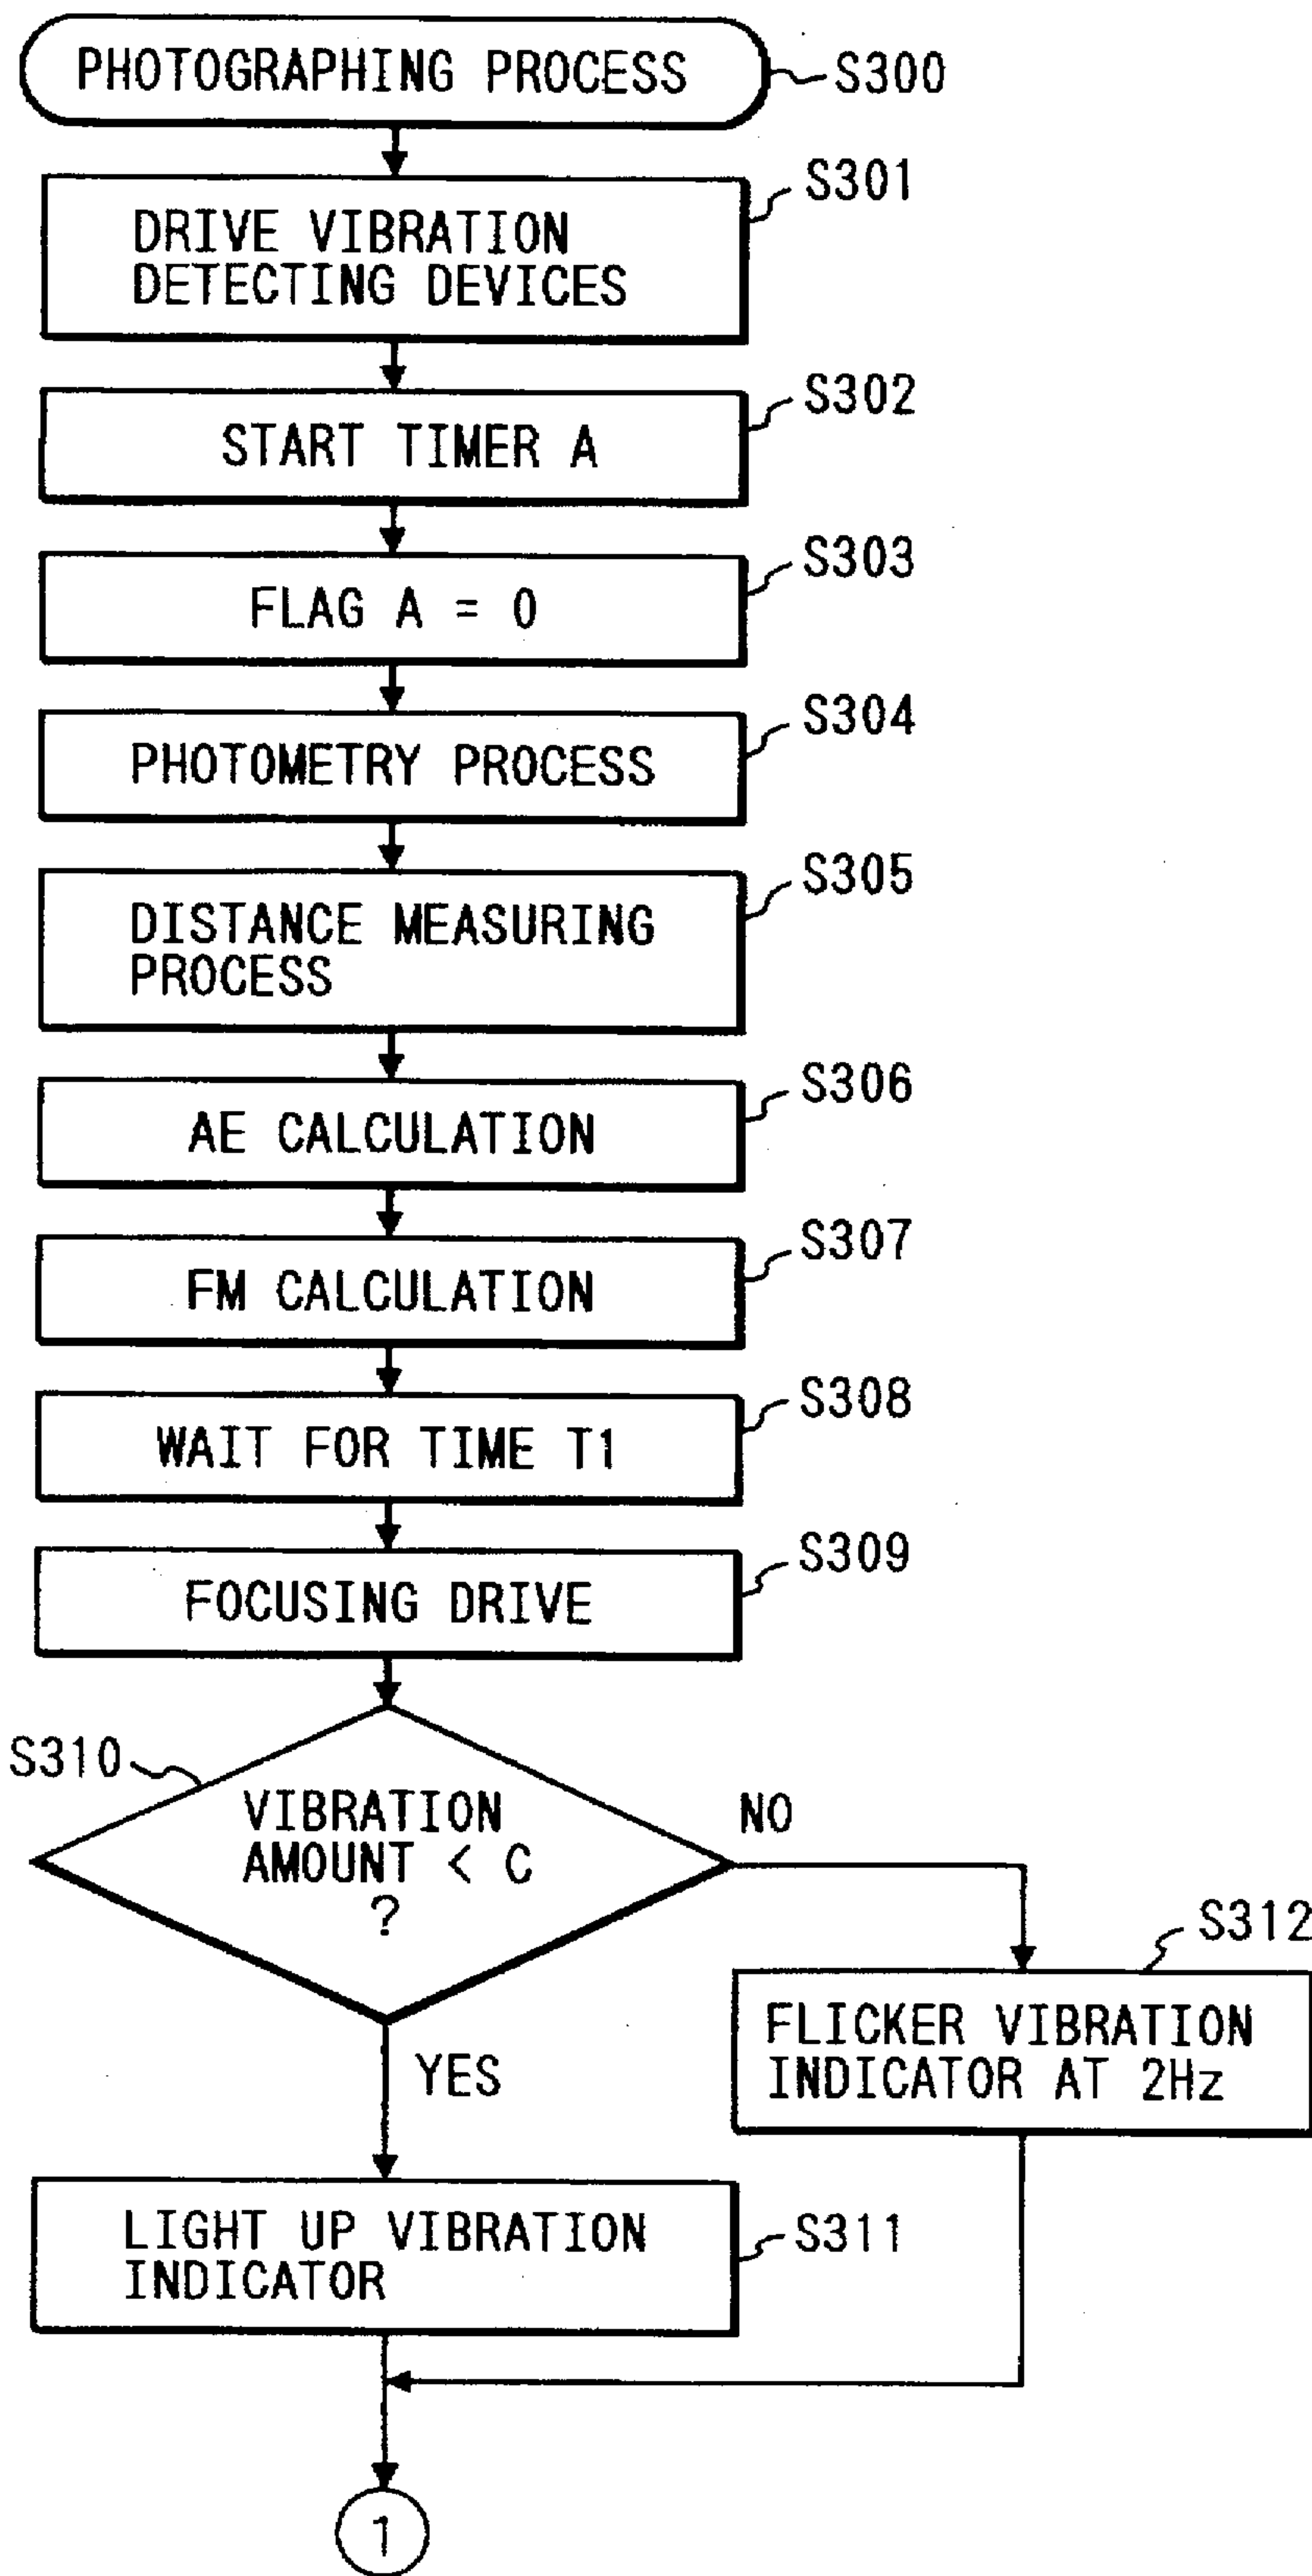 PHOTOGRAPHING PROCESS
S300
S301
DRIVE VIBRATION
DETECTING DEVICES
S302
START TIMER A
S303
FLAG A = 0
S304
PHOTOMETRY PROCESS
S305
DISTANCE MEASURING
PROCESS
S306
AE CALCULATION
S307
FM CALCULATION
S308
WAIT FOR TIME T1
S309
FOCUSING DRIVE
S310
VIBRATION
AMOUNT < C
?
NO
S312
FLICKER VIBRATION
INDICATOR AT 2Hz
YES
LIGHT UP VIBRATION
INDICATOR
S311
1